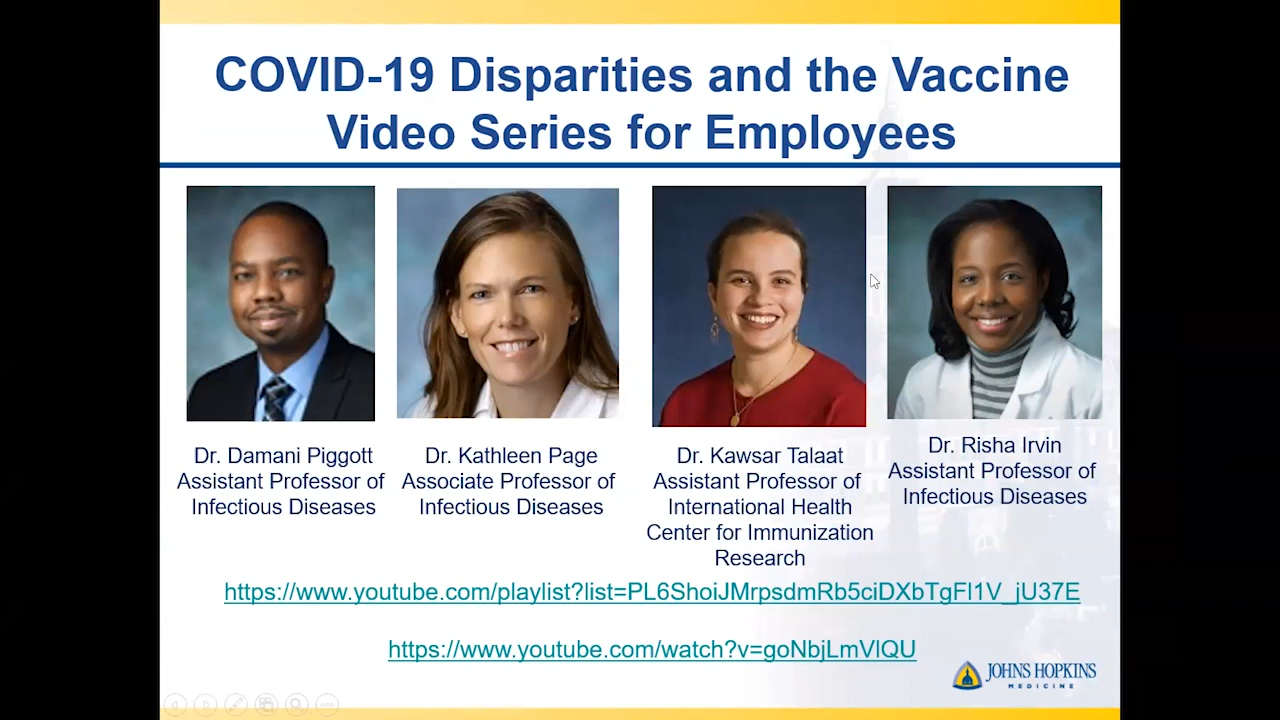 COVID-19 Disparities and the Vaccine
Video Series for Employees
Dr. Damani Piggott
Assistant Professor of
Infectious Diseases
Dr. Kathleen Page
Associate Professor of
Infectious Diseases
Dr. Kawsar Talaat
Assistant Professor of
International Health
Center for Immunization
Research
Dr. Risha Irvin
Assistant Professor of
Infectious Diseases
https://www.youtube.com/playlist?list=PL6ShoiJMrpsdmRb5ciDXbTgFl1V_jU37E
https://www.youtube.com/watch?v=goNbjLmVlQU
JOHNS HOPKINS
MEDICINE